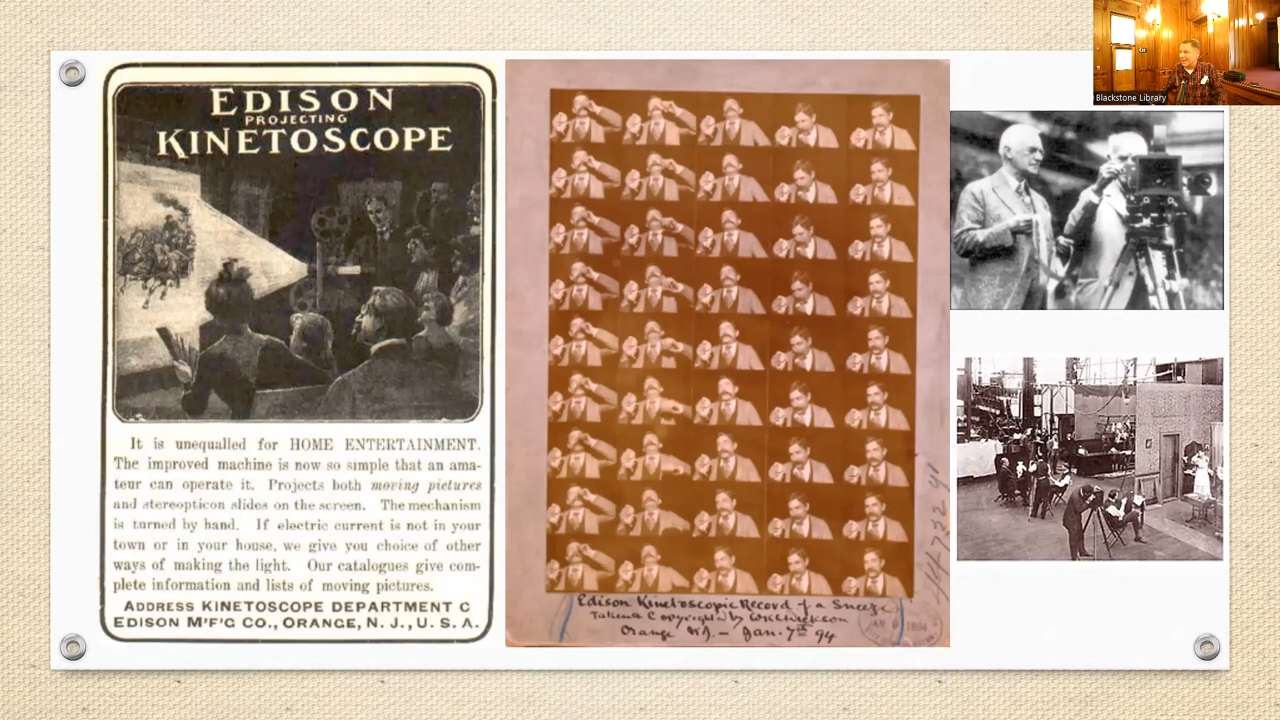 EDISON
PROJECTING
KINETOSCOPE
It is unequalled for HOME ENTERTAINMENT.
The improved machine is now so simple that an ama-
teur can operate it. Projects both moving pictures
and stereopticon slides on the screen. The mechanism
is turned by hand. If electric current is not in your
town or in your house, we give you choice of other
ways of making the light. Our catalogues give com-
plete information and lists of moving pictures.
ADDRESS KINETOSCOPE DEPARTMENT C
EDISON M'F'G CO., ORANGE, N. J., U. S. A.
Edison Kinetoscopic Record of a Sneeze
Taken & Copyrighted by
Orange N.J. – Jan. 7th 94
Blackstone Library